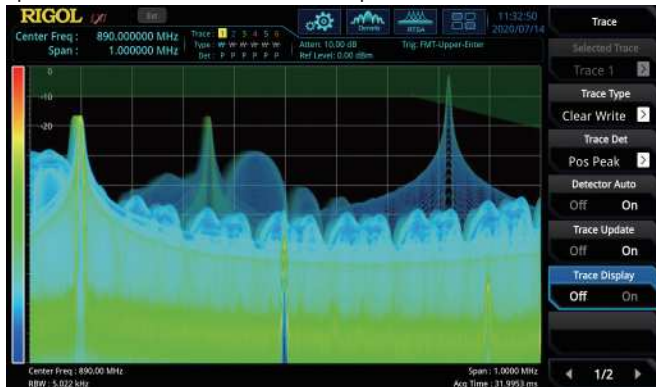 RIGOL
Ext
11:32:50
2020/07/14
Center Freq : 890.000000 MHz
Span : 1.000000 MHz
Trace : 1 2 3 4 5 6
Type : W W W W W W
Det : P P P P P P
Density
RTSA
Atten: 10.00 dB
Ref Level: 0.00 dBm
Trig: FMT-Upper-Enter
0
-10
-20
Trace
Selected Trace
Trace 1
Trace Type
Clear Write
Trace Det
Pos Peak
Detector Auto
Off On
Trace Update
Off On
Trace Display
Off On
1/2
Center Freq : 890.00 MHz
RBW : 5.022 kHz
Span : 1.0000 MHz
Acq Time : 31.9953 ms